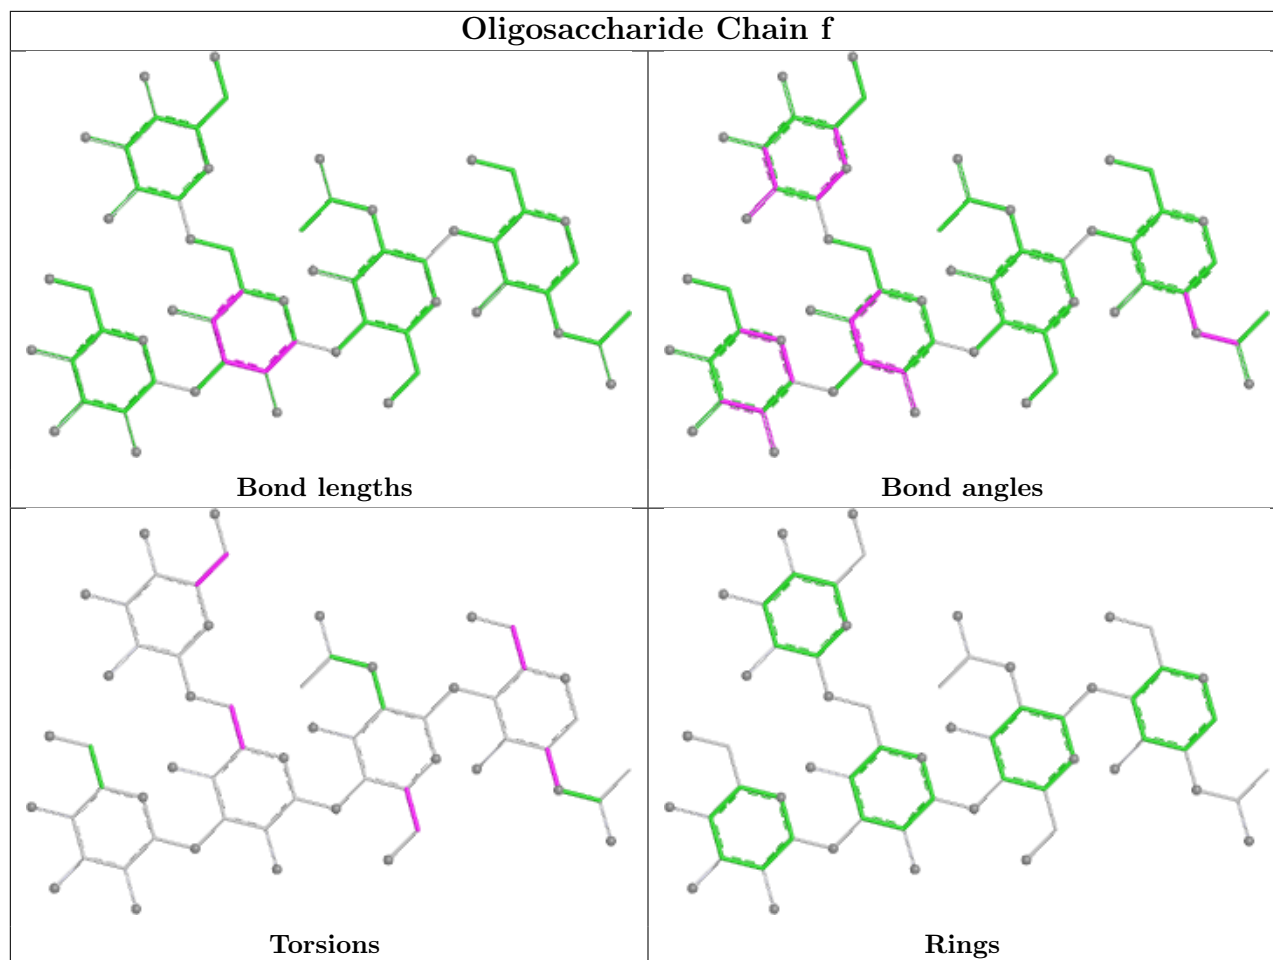 Oligosaccharide Chain f
Bond lengths
Bond angles
Torsions
Rings